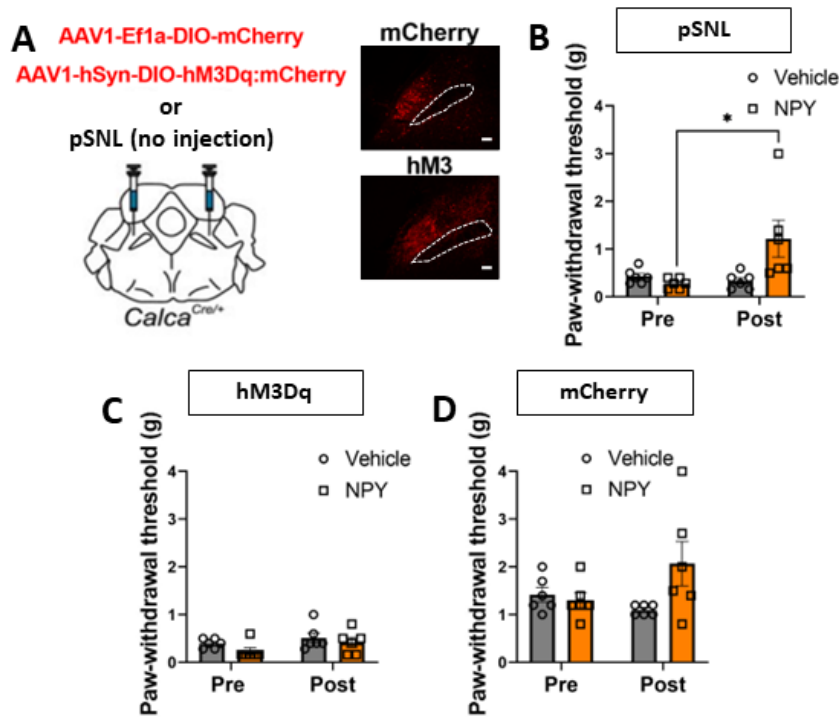 A
AAV1-Ef1a-DIO-mCherry
AAV1-hSyn-DIO-hM3Dq:mCherry
or
pSNL (no injection)
Calca^Cre/+
mCherry
hM3
B
pSNL
Vehicle
NPY
Paw-withdrawal threshold (g)
4
3
2
1
0
*
Pre
Post
C
hM3Dq
Vehicle
NPY
Paw-withdrawal threshold (g)
4
3
2
1
0
Pre
Post
D
mCherry
Vehicle
NPY
Paw-withdrawal threshold (g)
4
3
2
1
0
Pre
Post